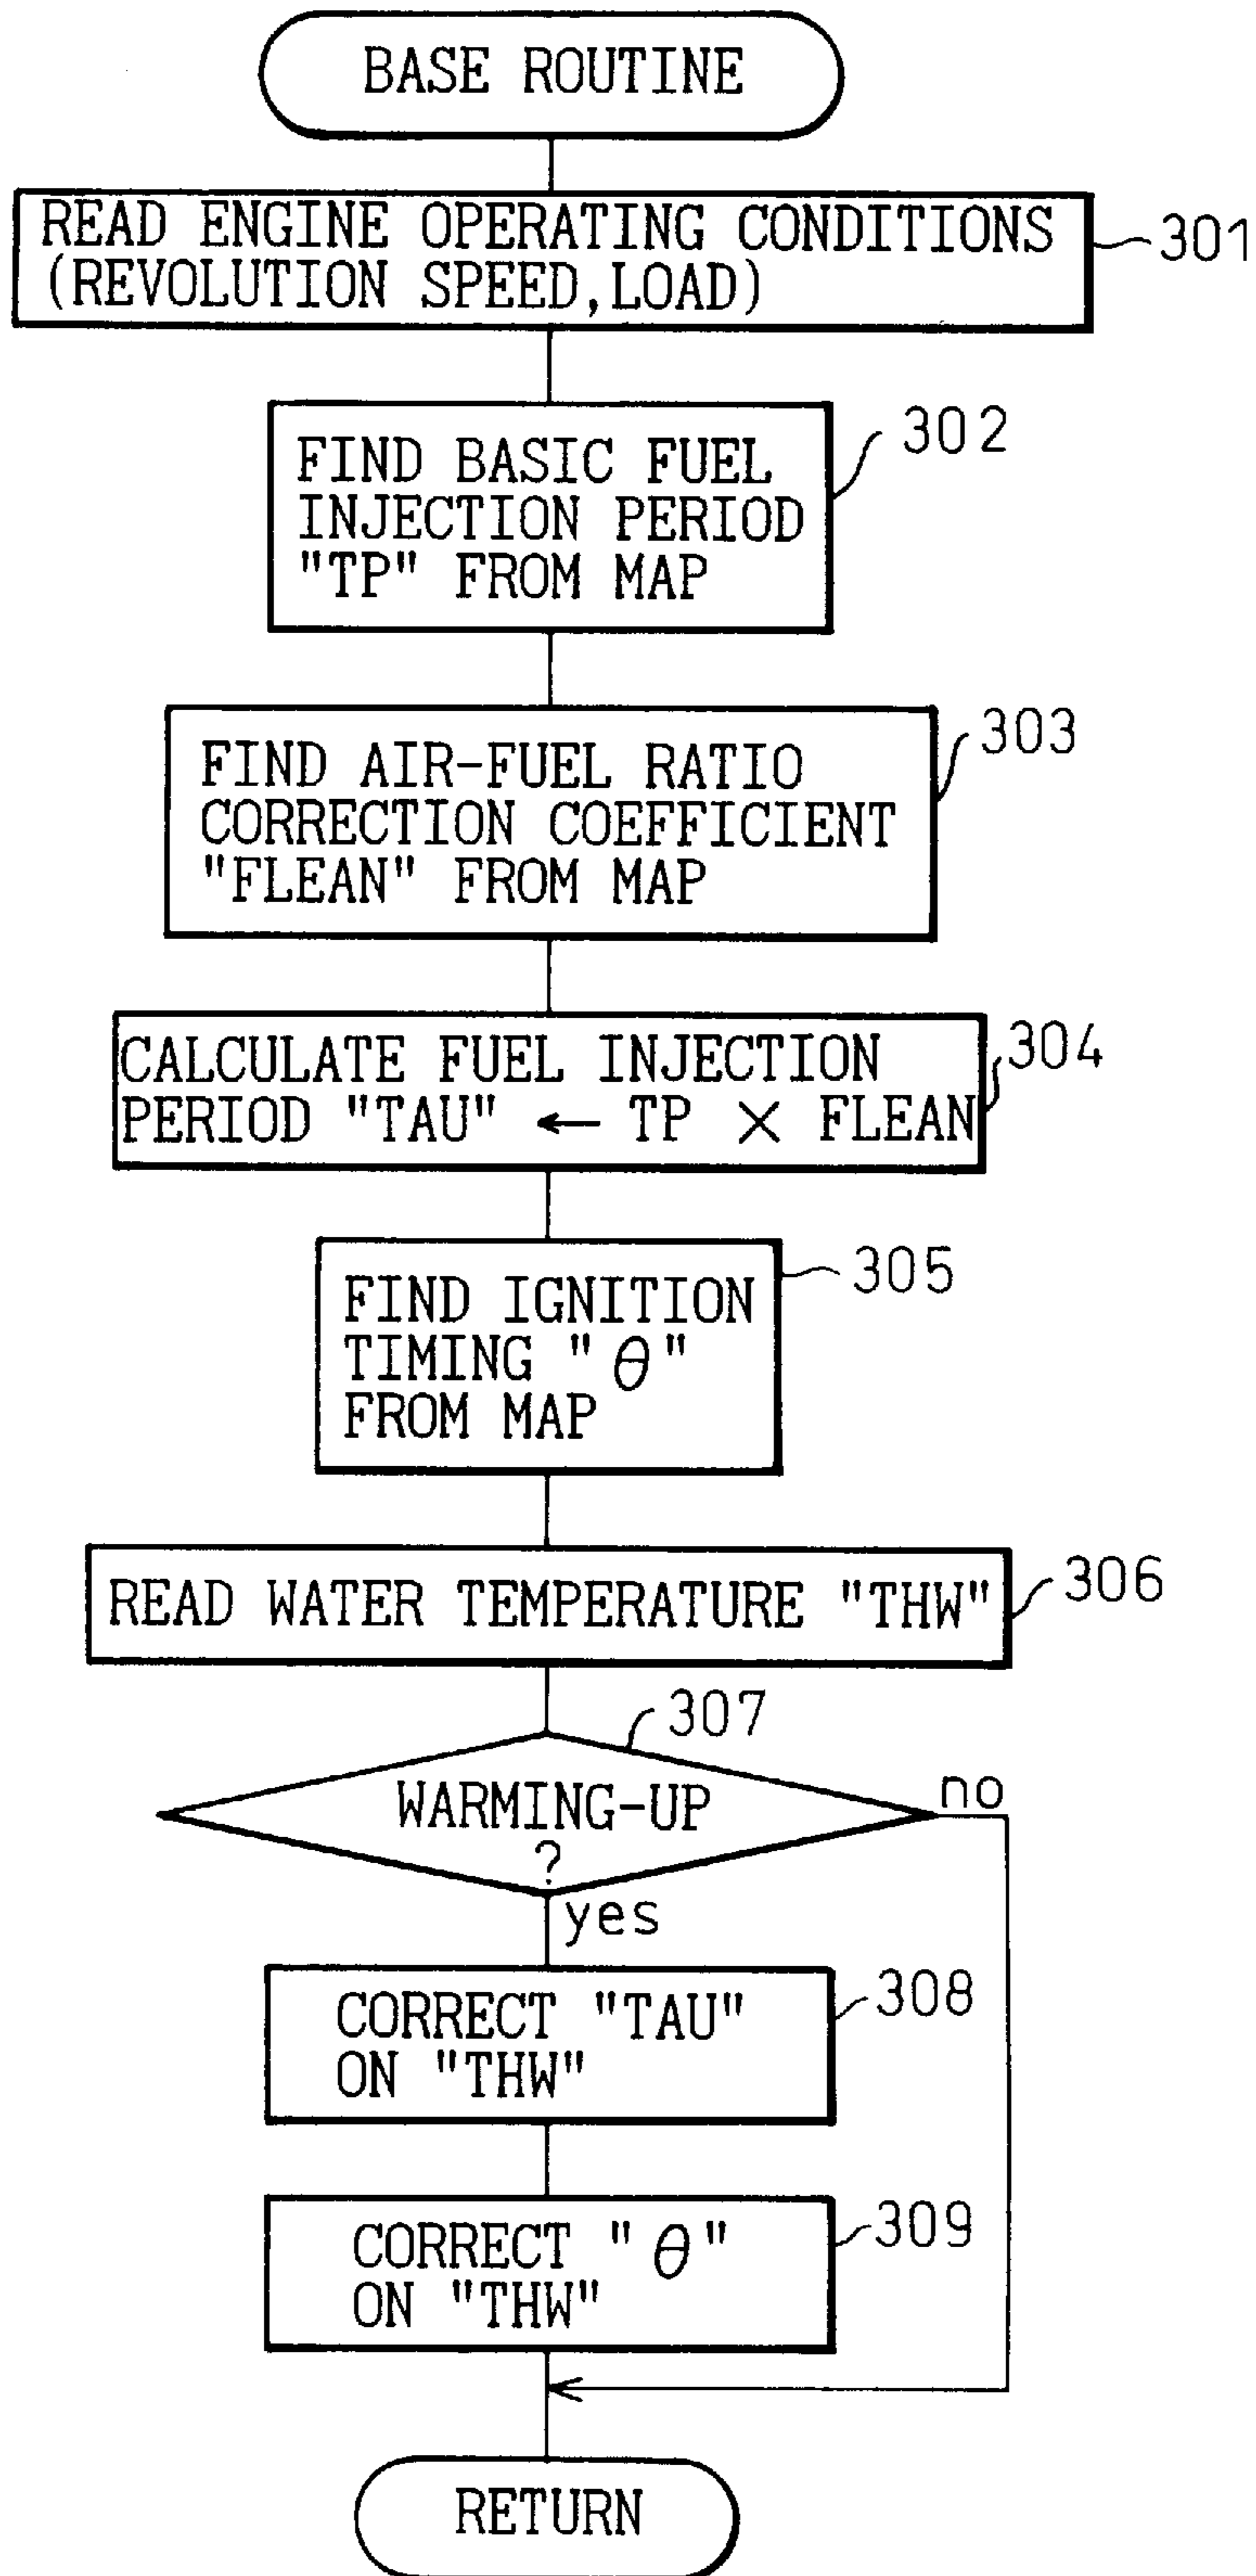 BASE ROUTINE
READ ENGINE OPERATING CONDITIONS
(REVOLUTION SPEED,LOAD)
301
FIND BASIC FUEL
INJECTION PERIOD
"TP" FROM MAP
302
FIND AIR-FUEL RATIO
CORRECTION COEFFICIENT
"FLEAN" FROM MAP
303
CALCULATE FUEL INJECTION
PERIOD "TAU" ← TP × FLEAN
304
FIND IGNITION
TIMING "θ"
FROM MAP
305
READ WATER TEMPERATURE "THW"
306
307
WARMING-UP
?
no
yes
CORRECT "TAU"
ON "THW"
308
CORRECT "θ"
ON "THW"
309
RETURN